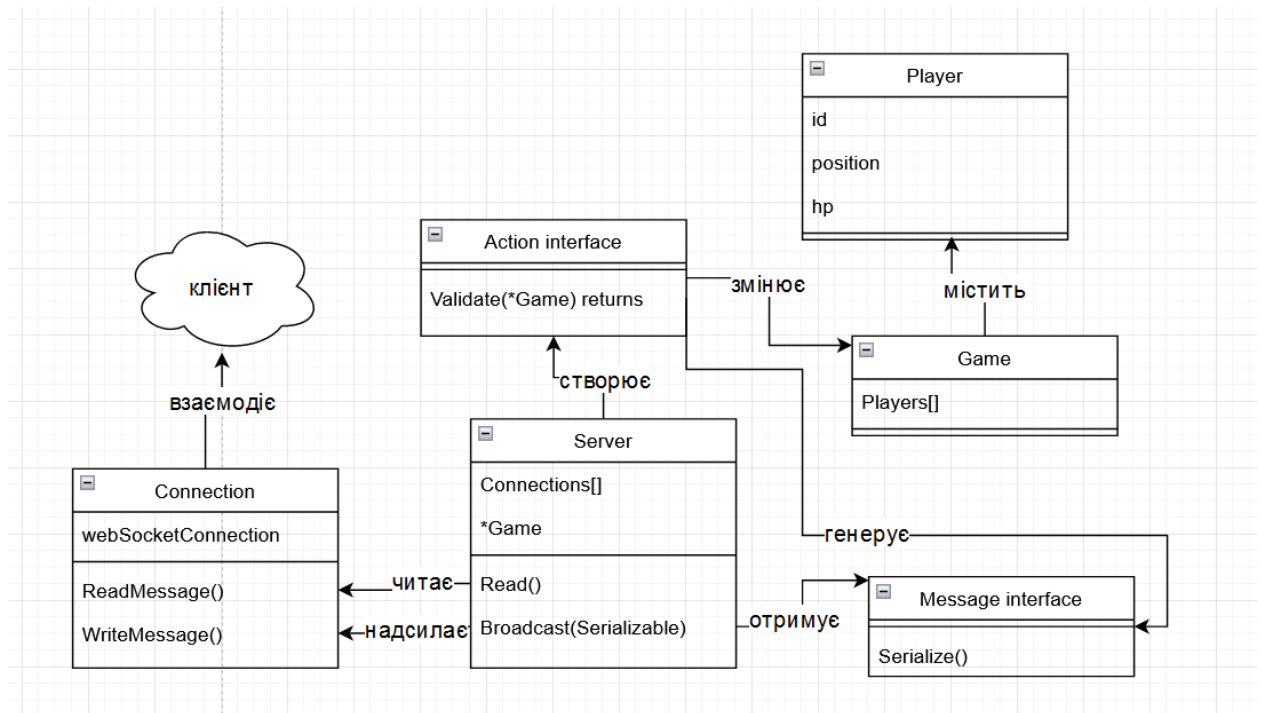 Player
id
position
hp
Action interface
Validate(*Game) returns
клієнт
змінює
містить
Game
Players[]
створює
взаємодіє
Server
Connections[]
*Game
Read()
Broadcast(Serializable)
Connection
webSocketConnection
ReadMessage()
WriteMessage()
читає
надсилає
генерує
отримує
Message interface
Serialize()